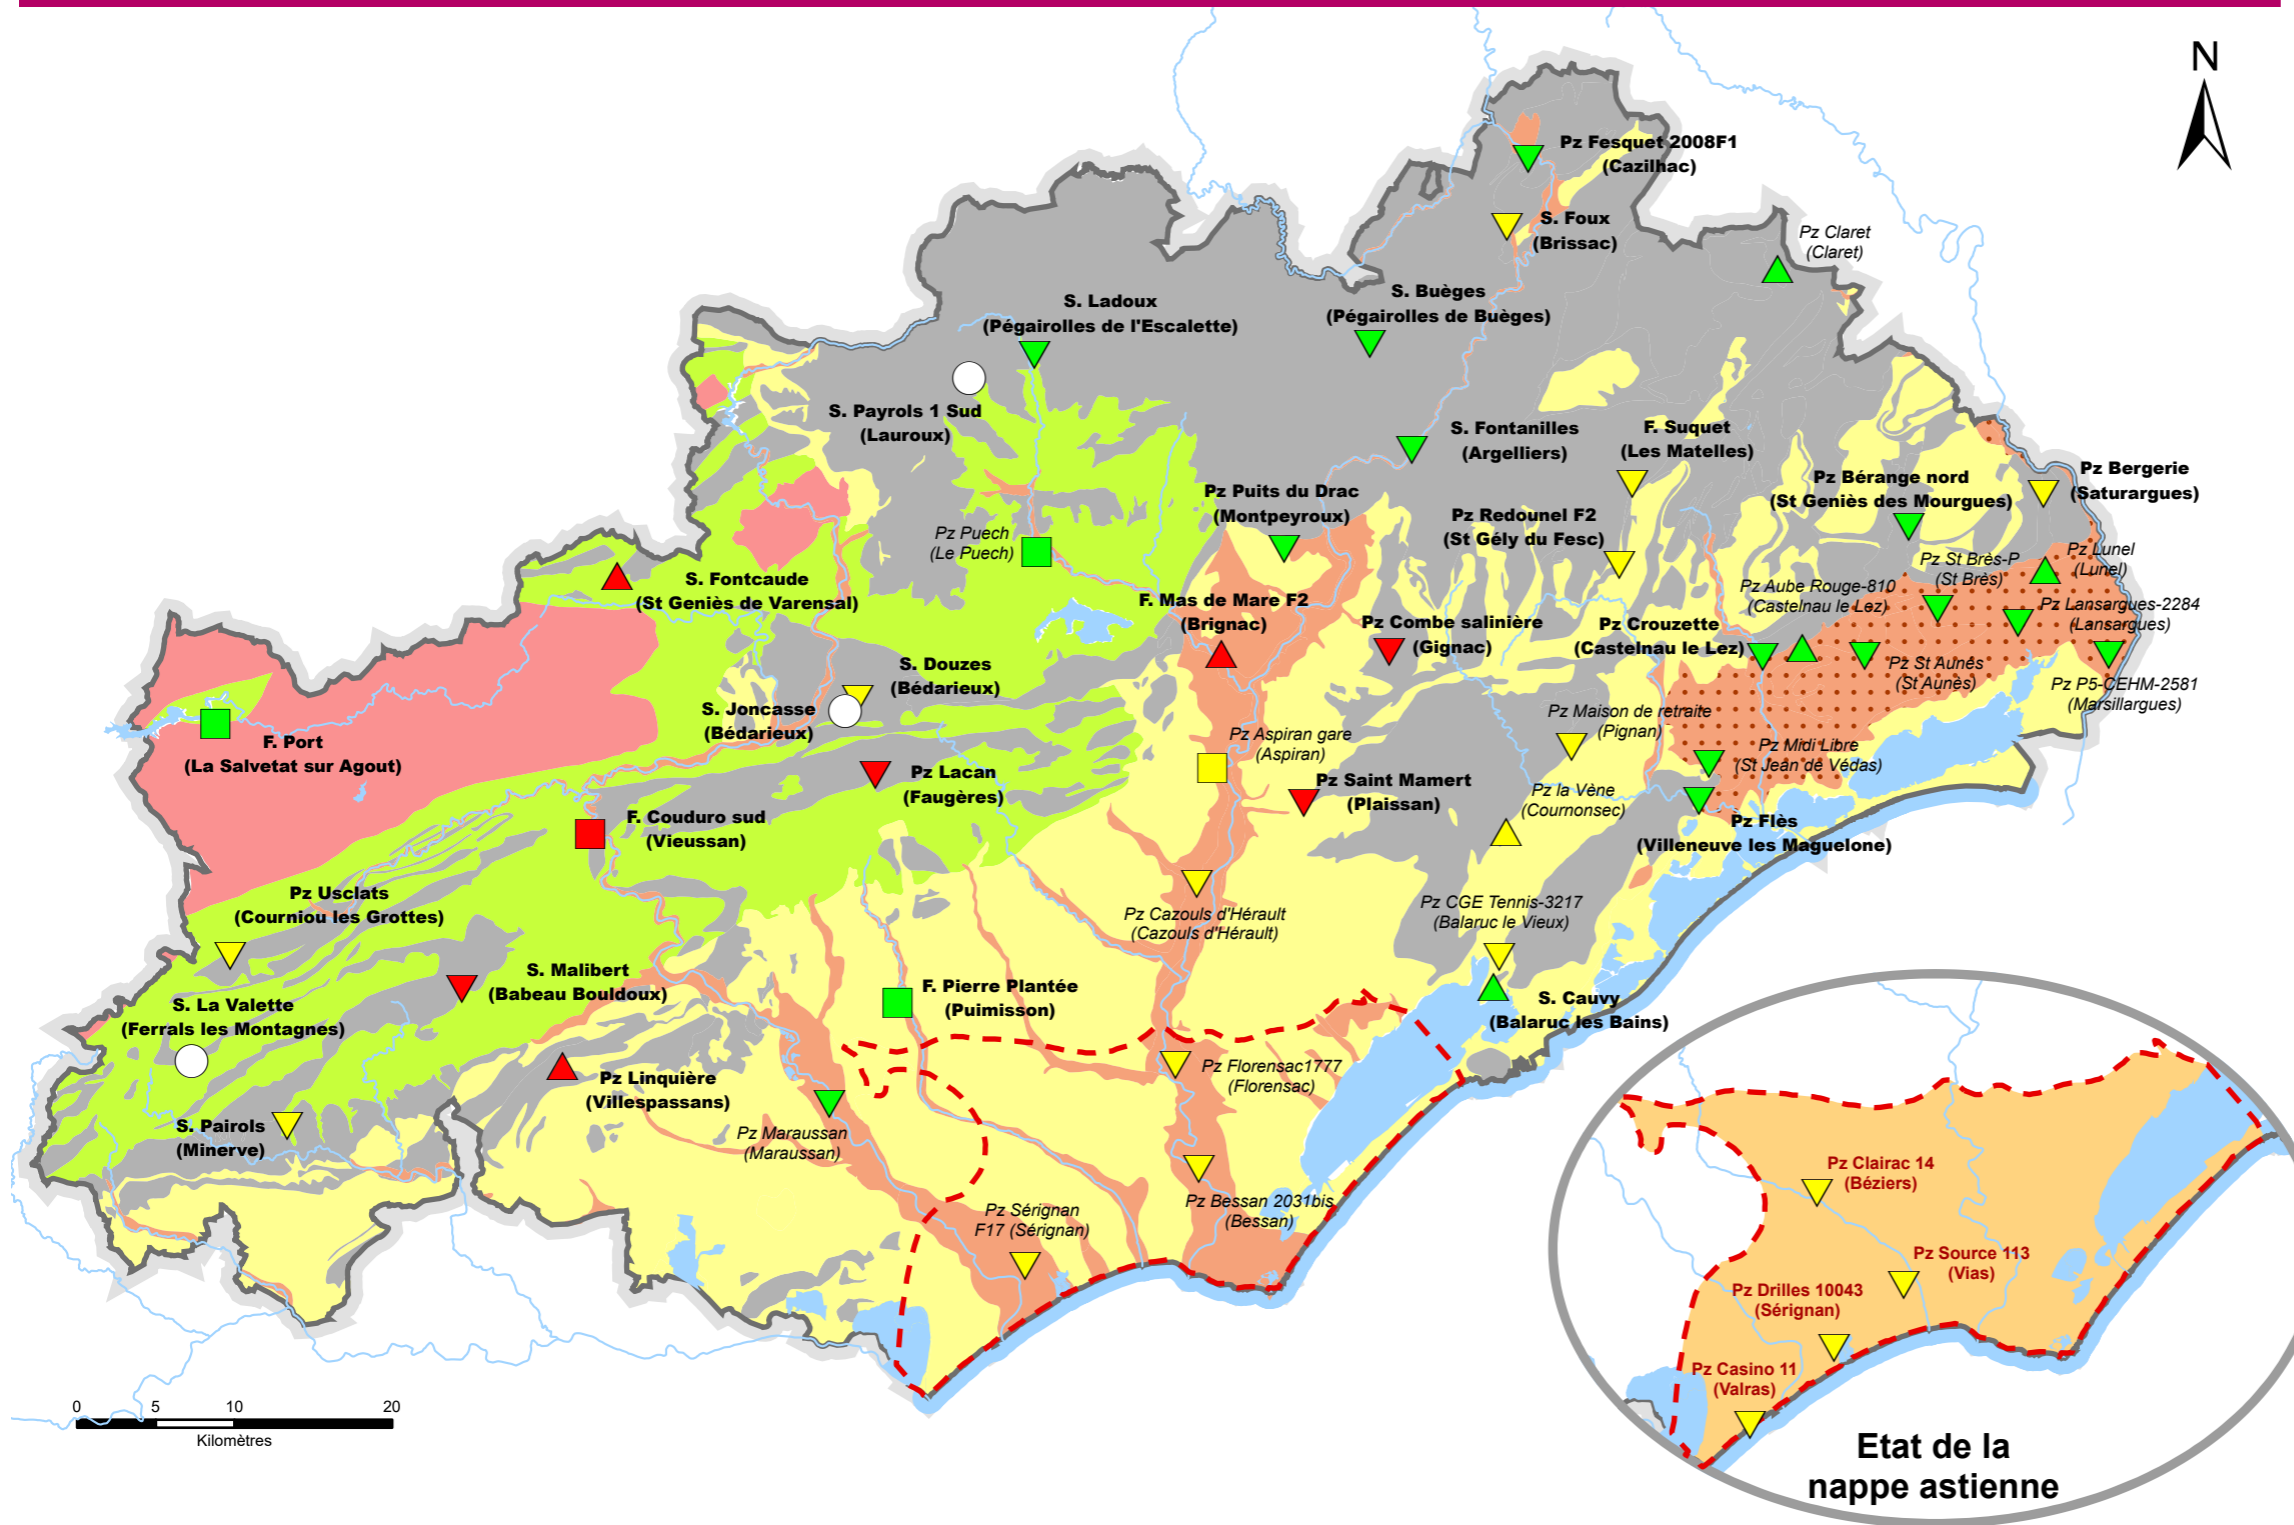 N
Pz Fesquet 2008F1
(Cazilhac)
S. Foux
(Brissac)
Pz Claret
(Claret)
S. Ladoux
(Pégairolles de l'Escalette)
S. Buèges
(Pégairolles de Buèges)
S. Payrols 1 Sud
(Lauroux)
S. Fontanilles
(Argelliers)
F. Suquet
(Les Matelles)
Pz Bérange nord
(St Geniès des Mourgues)
Pz Bergerie
(Saturargues)
Pz Puits du Drac
(Montpeyroux)
Pz Redounel F2
(St Gély du Fesc)
Pz Puech
(Le Puech)
Pz St Brès-P
(St Brès)
Pz Lunel
(Lunel)
S. Fontcaude
(St Geniès de Varensal)
Pz Aube Rouge-810
(Castelnau le Lez)
F. Mas de Mare F2
(Brignac)
Pz Combe salinière
(Gignac)
Pz Crouzette
(Castelnau le Lez)
Pz Lansargues-2284
(Lansargues)
S. Douzes
(Bédarieux)
Pz St Aunès
(St Aunès)
Pz P5-CEHM-2581
(Marsillargues)
S. Joncasse
(Bédarieux)
Pz Maison de retraite
(Pignan)
F. Port
(La Salvetat sur Agout)
Pz Aspiran gare
(Aspiran)
Pz Midi Libre
(St Jean de Védas)
Pz Lacan
(Faugères)
Pz Saint Mamert
(Plaissan)
Pz la Vène
(Cournonsec)
F. Couduro sud
(Vieussan)
Pz Flès
(Villeneuve les Maguelone)
Pz Usclats
(Courniou les Grottes)
Pz Cazouls d'Hérault
(Cazouls d'Hérault)
Pz CGE Tennis-3217
(Balaruc le Vieux)
S. Malibert
(Babeau Bouldoux)
F. Pierre Plantée
(Puimisson)
S. La Valette
(Ferrals les Montagnes)
S. Cauvy
(Balaruc les Bains)
Pz Linquière
(Villespassans)
Pz Florensac1777
(Florensac)
S. Pairols
(Minerve)
Pz Maraussan
(Maraussan)
Pz Sérignan
F17 (Sérignan)
Pz Bessan 2031bis
(Bessan)
Pz Clairac 14
(Béziers)
Pz Source 113
(Vias)
Pz Drilles 10043
(Sérignan)
Pz Casino 11
(Valras)
Etat de la
nappe astienne
0 5 10 20
Kilomètres